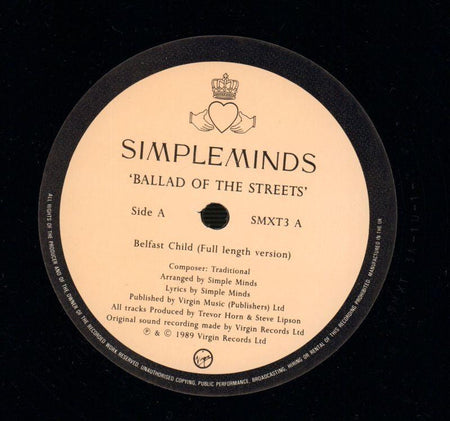 SIMPLEMINDS
'BALLAD OF THE STREETS'
Side A
SMXT3 A
Belfast Child (Full length version)
Composer: Traditional
Arranged by Simple Minds
Lyrics by Simple Minds
Published by Virgin Music (Publishers) Ltd
All tracks Produced by Trevor Horn & Steve Lipson
Original sound recording made by Virgin Records Ltd
℗ & © 1989 Virgin Records Ltd
Virgin
ALL RIGHTS OF THE PRODUCER AND OF THE OWNER OF THE RECORDED WORK RESERVED. UNAUTHORISED COPYING, PUBLIC PERFORMANCE, BROADCASTING, HIRING OR RENTAL OF THIS RECORDING PROHIBITED. MANUFACTURED IN THE UK